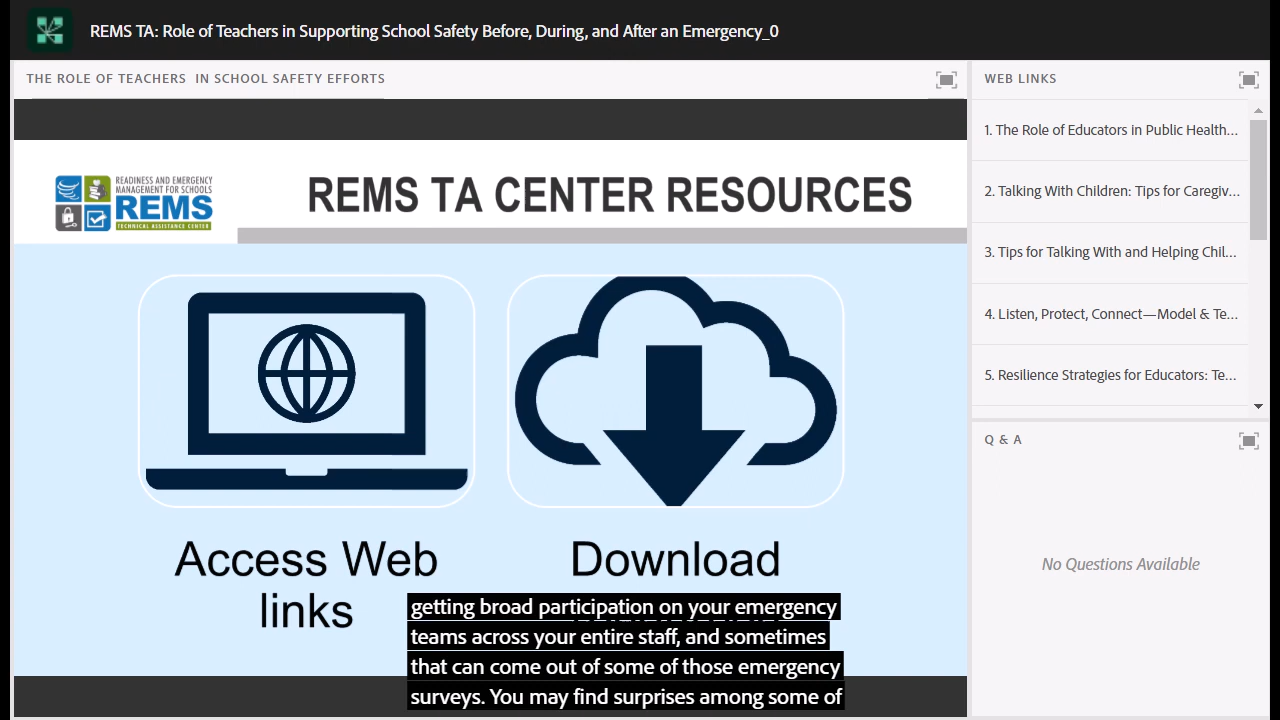 REMS TA: Role of Teachers in Supporting School Safety Before, During, and After an Emergency_0
THE ROLE OF TEACHERS IN SCHOOL SAFETY EFFORTS
READINESS AND EMERGENCY
MANAGEMENT FOR SCHOOLS
REMS
TECHNICAL ASSISTANCE CENTER
REMS TA CENTER RESOURCES
Access Web
links
Download
getting broad participation on your emergency
teams across your entire staff, and sometimes
that can come out of some of those emergency
surveys. You may find surprises among some of
WEB LINKS
1. The Role of Educators in Public Health...
2. Talking With Children: Tips for Caregiv...
3. Tips for Talking With and Helping Chil...
4. Listen, Protect, Connect—Model & Te...
5. Resilience Strategies for Educators: Te...
Q & A
No Questions Available